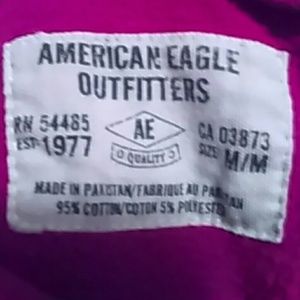 AMERICAN EAGLE
OUTFITTERS
RN 54485 AE CA 03873
EST 1977 QUALITY SIZE M/M
MADE IN PAKISTAN/FABRIQUE AU PAKISTAN
95% COTTON/COTON 5% POLYESTER